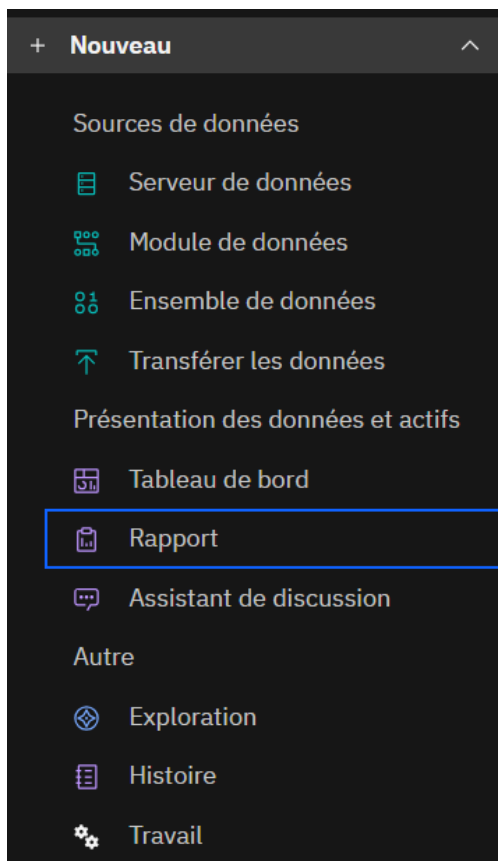 + Nouveau
Sources de données
Serveur de données
Module de données
Ensemble de données
Transférer les données
Présentation des données et actifs
Tableau de bord
Rapport
Assistant de discussion
Autre
Exploration
Histoire
Travail